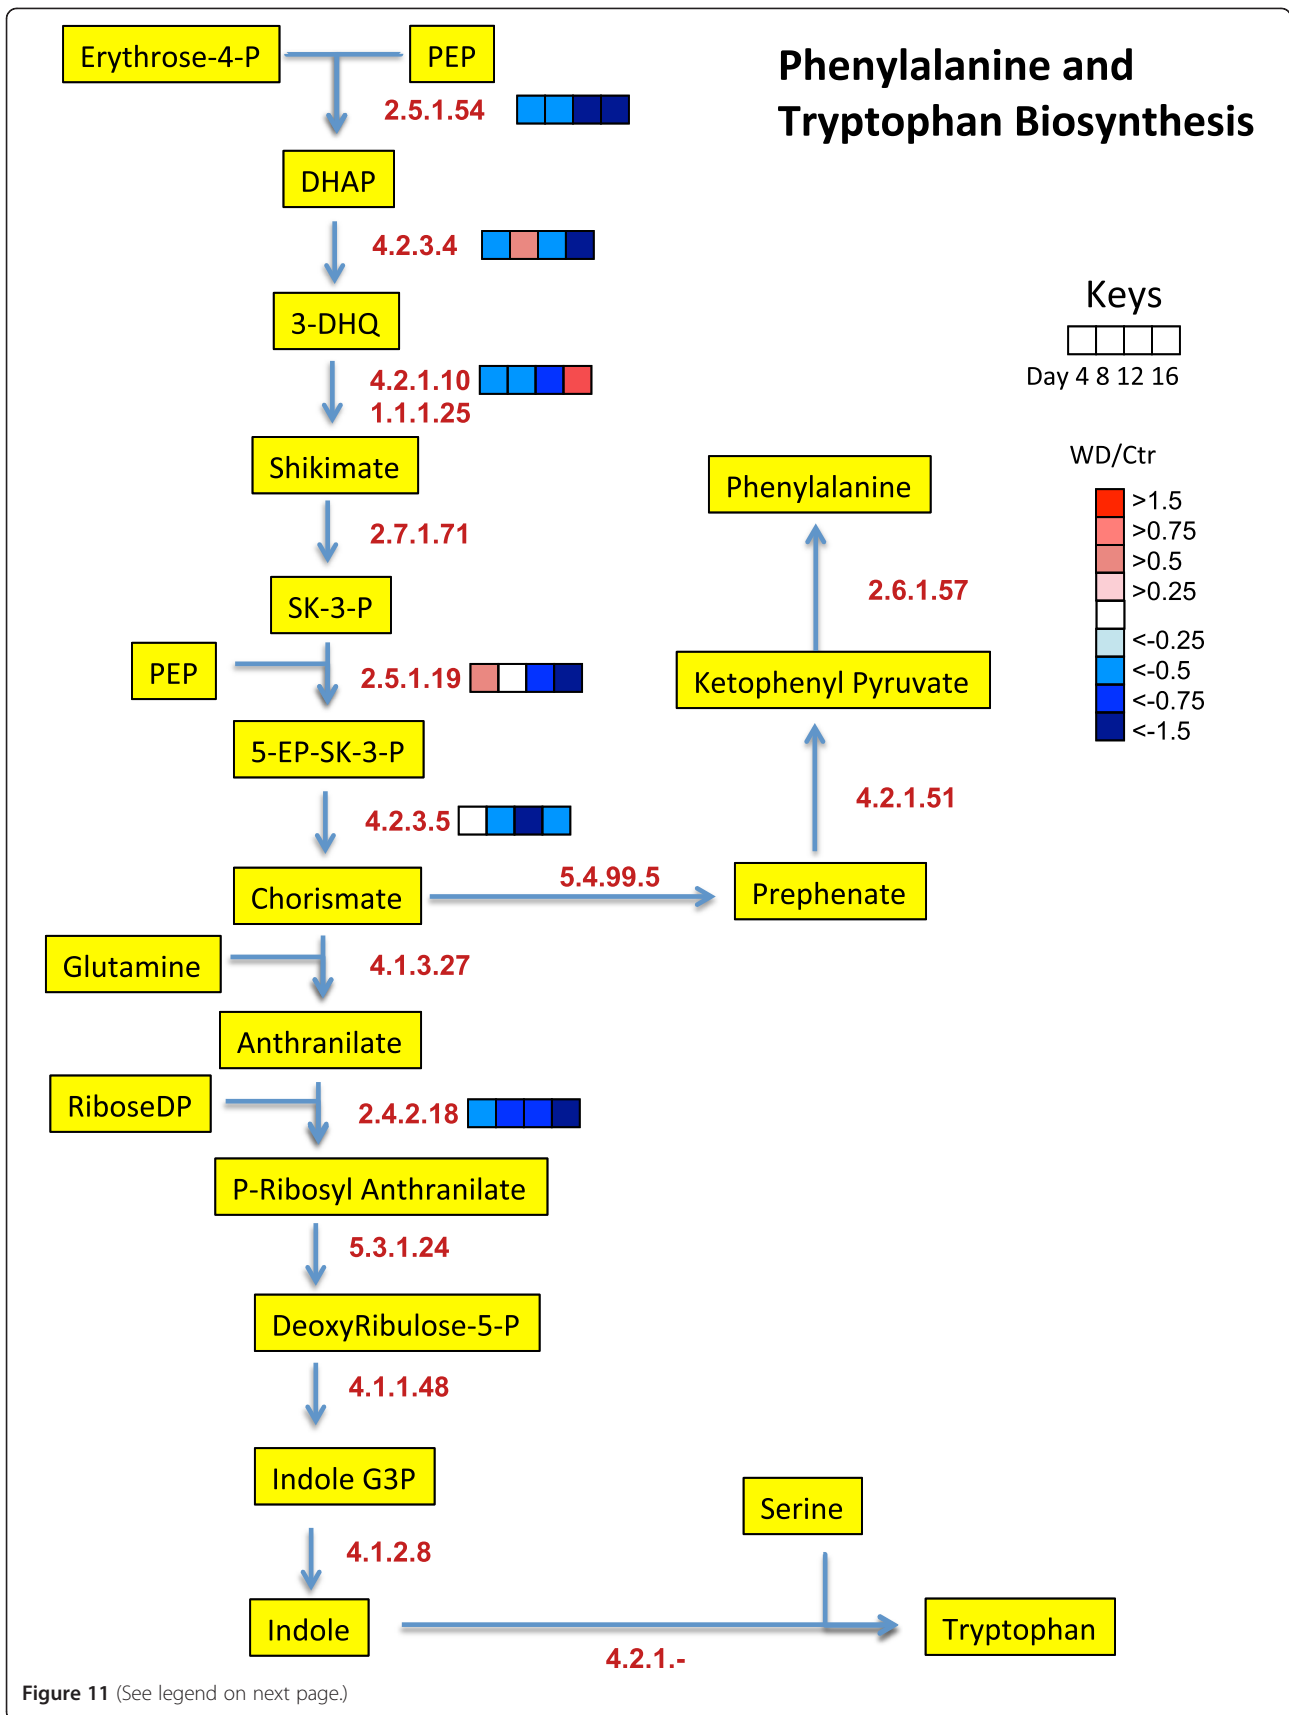 Phenylalanine and
Tryptophan Biosynthesis
Erythrose-4-P
PEP
2.5.1.54
DHAP
4.2.3.4
3-DHQ
4.2.1.10
1.1.1.25
Shikimate
2.7.1.71
SK-3-P
PEP
2.5.1.19
5-EP-SK-3-P
4.2.3.5
Chorismate
5.4.99.5
Prephenate
4.2.1.51
Ketophenyl Pyruvate
2.6.1.57
Phenylalanine
Glutamine
4.1.3.27
Anthranilate
RiboseDP
2.4.2.18
P-Ribosyl Anthranilate
5.3.1.24
DeoxyRibulose-5-P
4.1.1.48
Indole G3P
4.1.2.8
Indole
Serine
4.2.1.-
Tryptophan
Keys
Day 4 8 12 16
WD/Ctr
>1.5
>0.75
>0.5
>0.25
<-0.25
<-0.5
<-0.75
<-1.5
Figure 11 (See legend on next page.)